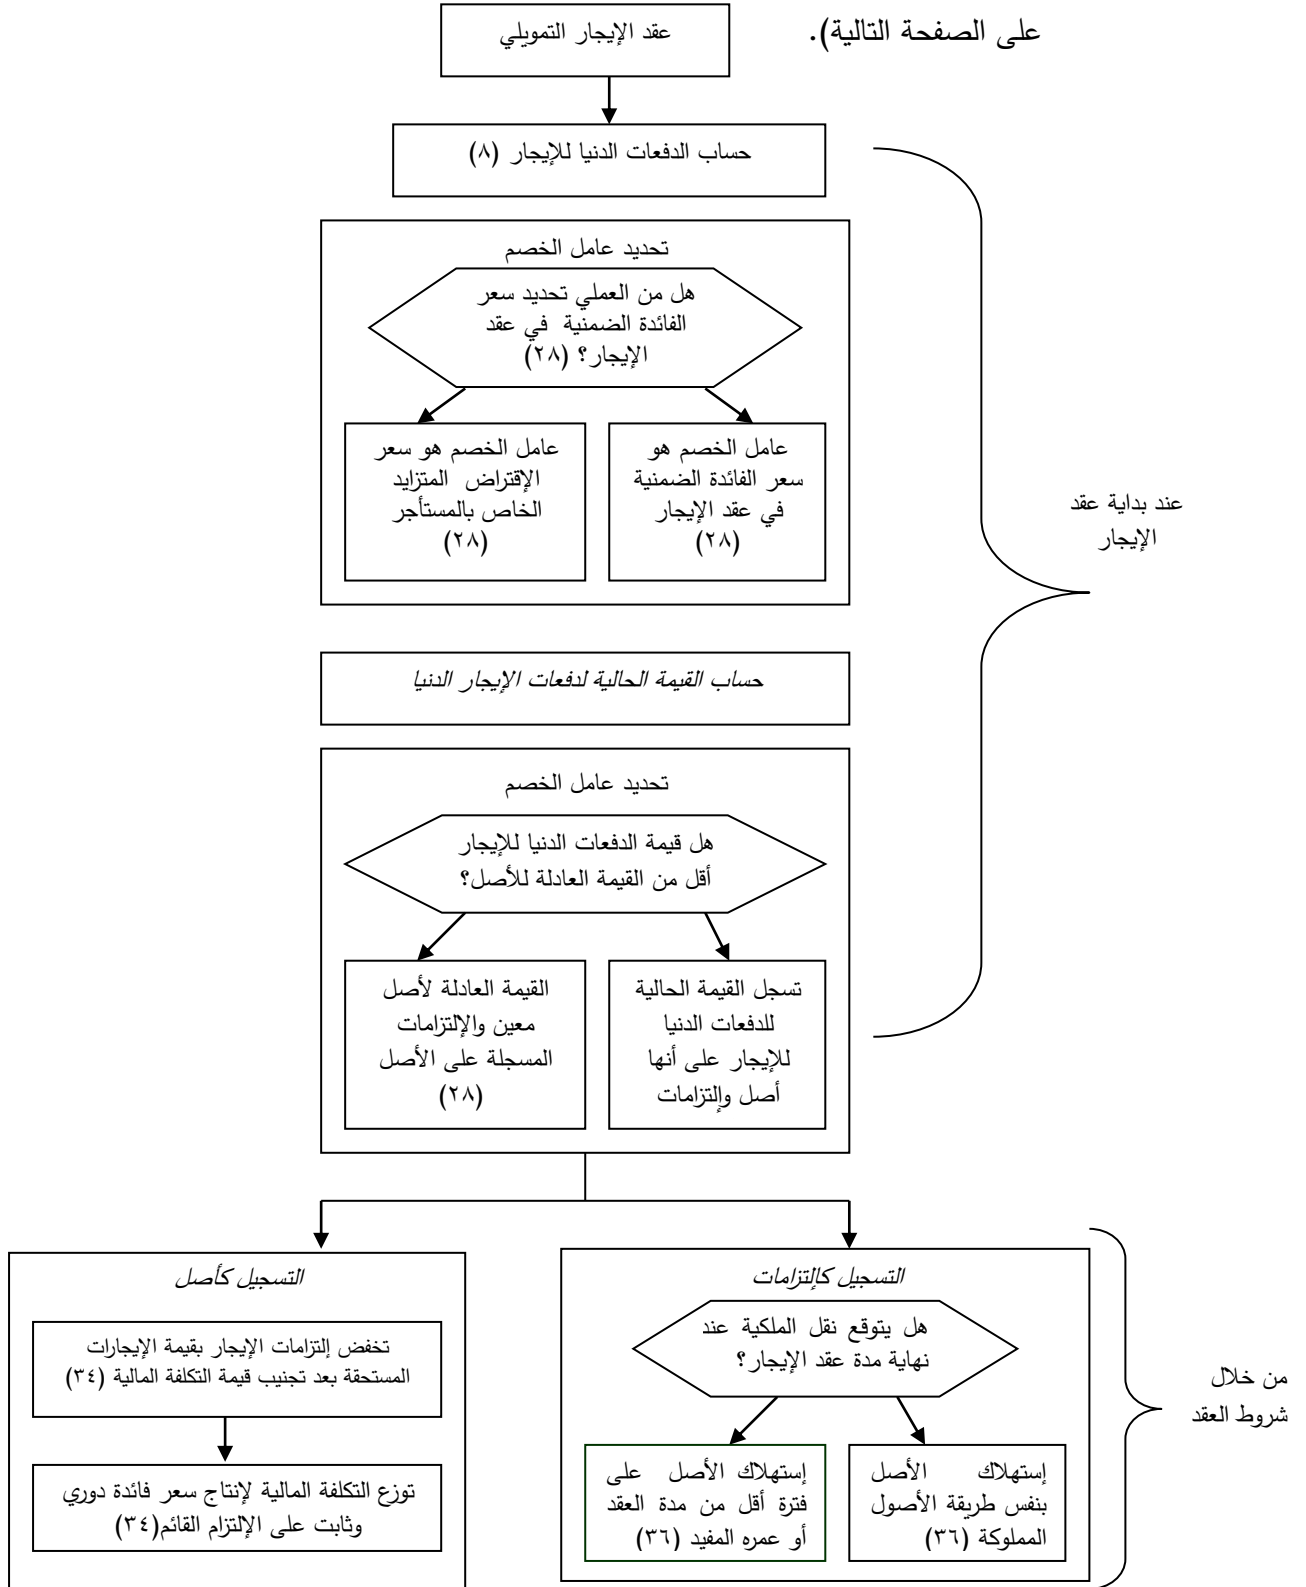 على الصفحة التالية).
عقد الإيجار التمويلي
حساب الدفعات الدنيا للإيجار (٨)
تحديد عامل الخصم
هل من العملي تحديد سعر
الفائدة الضمنية في عقد
الإيجار؟ (٢٨)
عامل الخصم هو
سعر الفائدة الضمنية
في عقد الإيجار
(٢٨)
عامل الخصم هو سعر
الإقتراض المتزايد
الخاص بالمستأجر
(٢٨)
عند بداية عقد
الإيجار
حساب القيمة الحالية لدفعات الإيجار الدنيا
تحديد عامل الخصم
هل قيمة الدفعات الدنيا للإيجار
أقل من القيمة العادلة للأصل؟
تسجل القيمة الحالية
للدفعات الدنيا
للإيجار على أنها
أصل وإلتزامات
القيمة العادلة لأصل
معين والإلتزامات
المسجلة على الأصل
(٢٨)
التسجيل كإلتزامات
هل يتوقع نقل الملكية عند
نهاية مدة عقد الإيجار؟
إستهلاك الأصل
بنفس طريقة الأصول
المملوكة (٣٦)
إستهلاك الأصل على
فترة أقل من مدة العقد
أو عمره المفيد (٣٦)
التسجيل كأصل
تخفض إلتزامات الإيجار بقيمة الإيجارات
المستحقة بعد تجنيب قيمة التكلفة المالية (٣٤)
توزع التكلفة المالية لإنتاج سعر فائدة دوري
وثابت على الإلتزام القائم(٣٤)
من خلال
شروط العقد